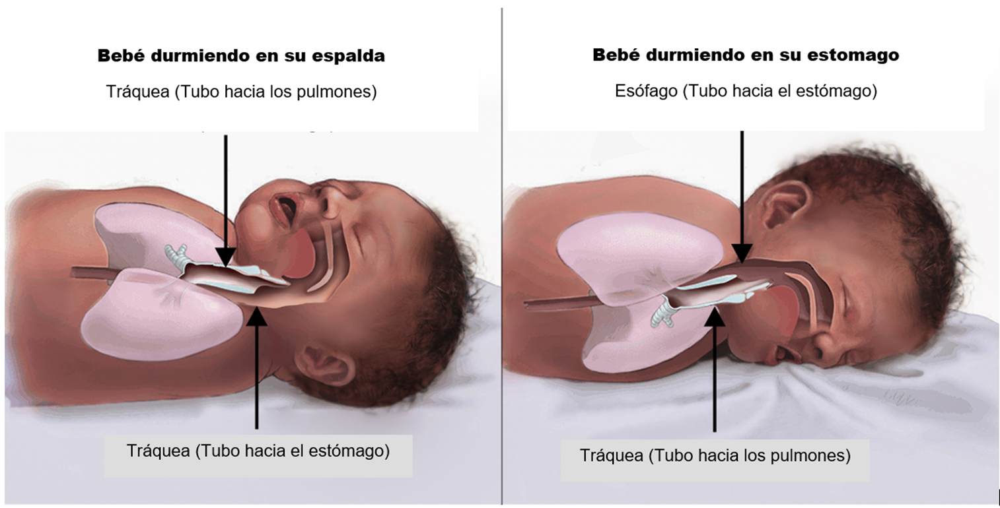 Bebé durmiendo en su espalda
Tráquea (Tubo hacia los pulmones)
Tráquea (Tubo hacia el estómago)
Bebé durmiendo en su estomago
Esófago (Tubo hacia el estómago)
Tráquea (Tubo hacia los pulmones)